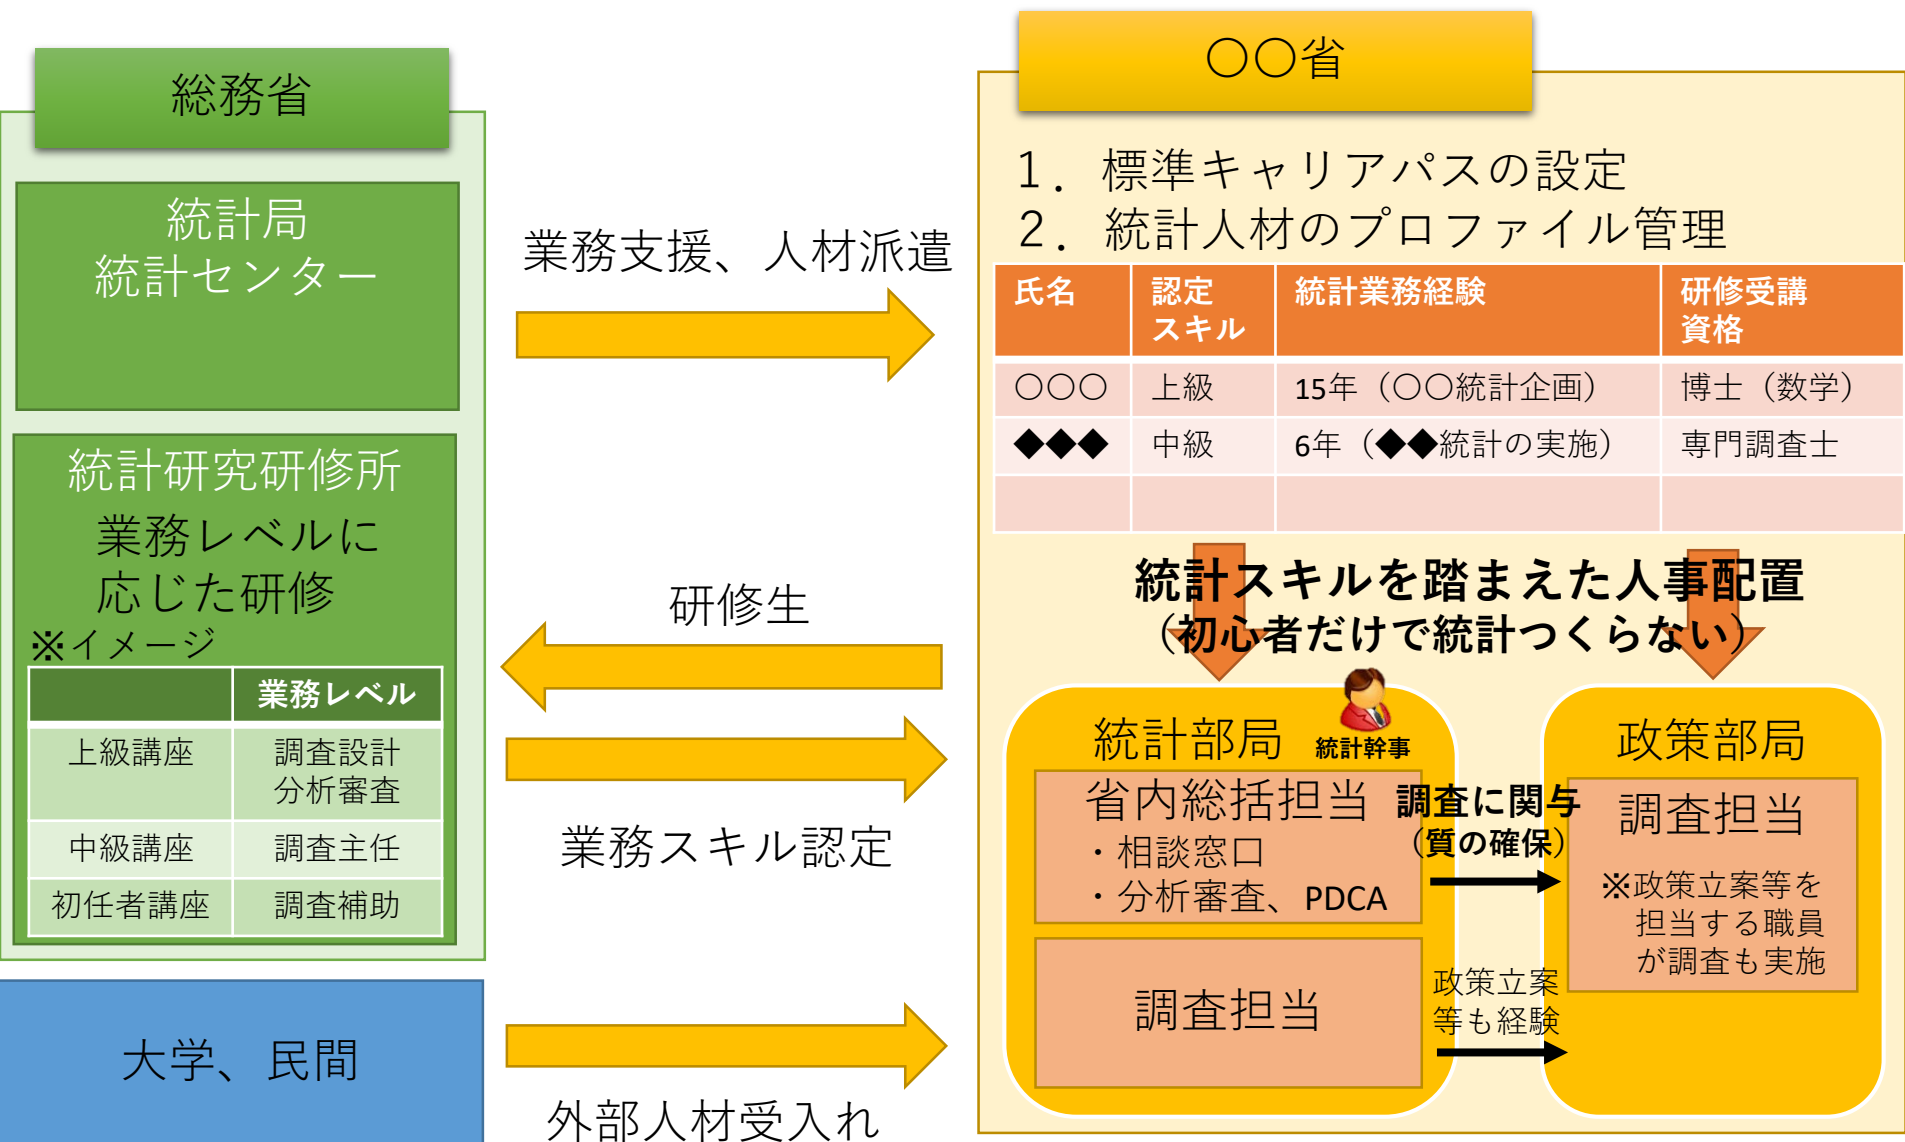 総務省
統計局
統計センター
統計研究研修所
業務レベルに
応じた研修
※イメージ
業務レベル
上級講座 調査設計
分析審査
中級講座 調査主任
初任者講座 調査補助
大学、民間
業務支援、人材派遣
研修生
業務スキル認定
外部人材受入れ
〇〇省
１．標準キャリアパスの設定
２．統計人材のプロファイル管理
氏名 認定 統計業務経験 研修受講
スキル 資格
〇〇〇 上級 15年（〇〇統計企画） 博士（数学）
◆◆◆ 中級 6年（◆◆統計の実施） 専門調査士
統計スキルを踏まえた人事配置
（初心者だけで統計つくらない）
統計部局
統計幹事
省内総括担当
・相談窓口
・分析審査、PDCA
調査担当
調査に関与
（質の確保）
政策立案
等も経験
政策部局
調査担当
※政策立案等を
担当する職員
が調査も実施